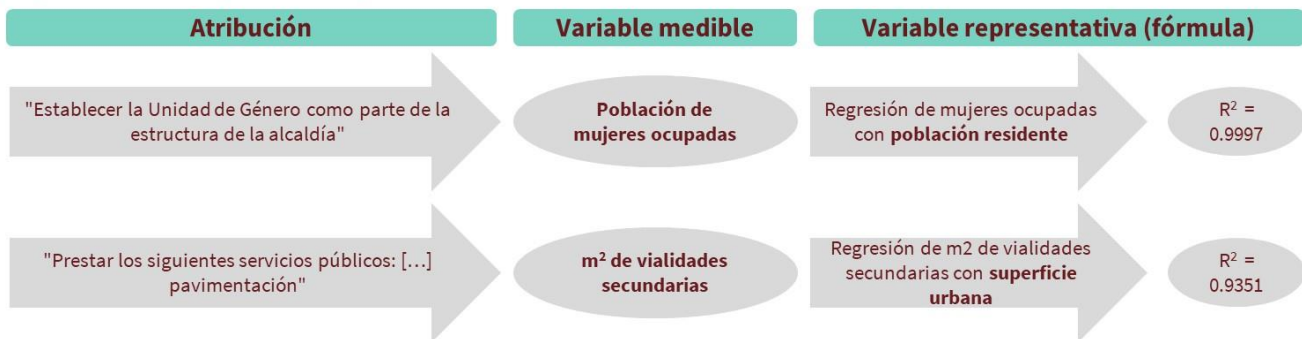 Atribución
Variable medible
Variable representativa (fórmula)
"Establecer la Unidad de Género como parte de la
estructura de la alcaldía"
Población de
mujeres ocupadas
Regresión de mujeres ocupadas
con población residente
R² =
0.9997
"Prestar los siguientes servicios públicos: […]
pavimentación"
m² de vialidades
secundarias
Regresión de m2 de vialidades
secundarias con superficie
urbana
R² =
0.9351